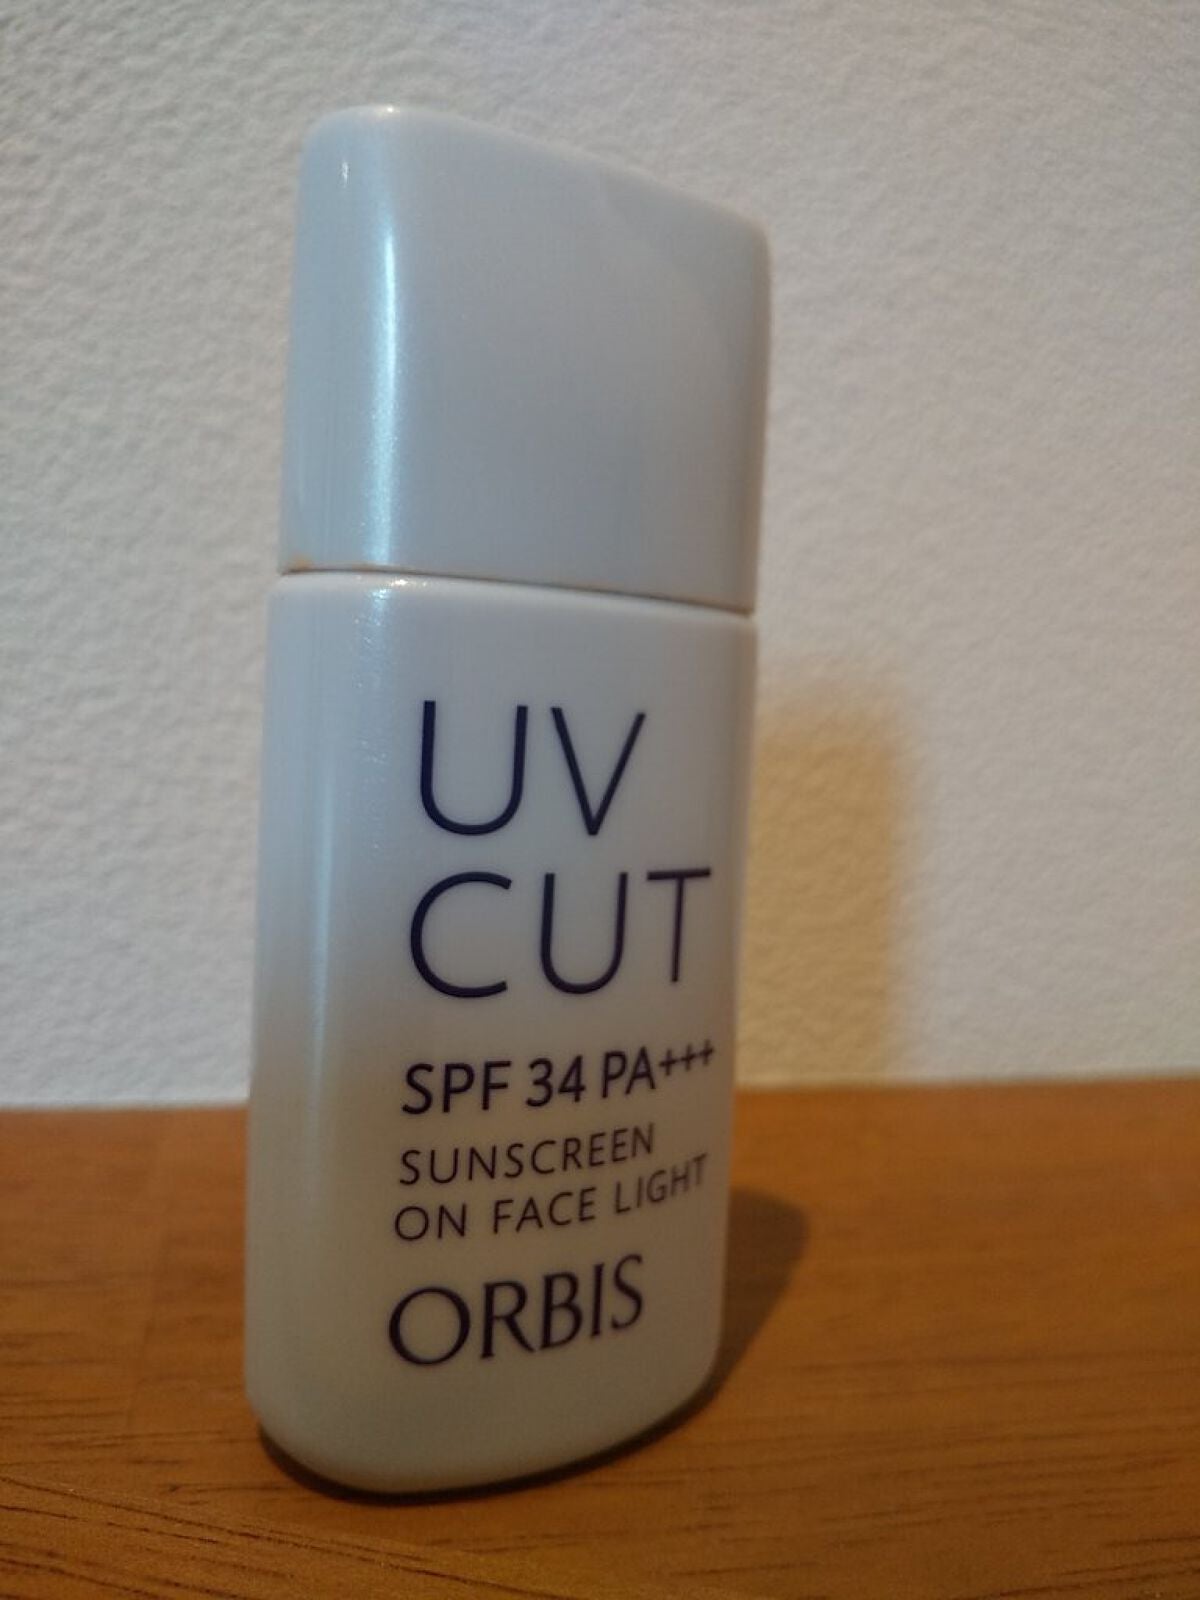 UV
CUT
SPF 34 PA+++
SUNSCREEN
ON FACE LIGHT
ORBIS